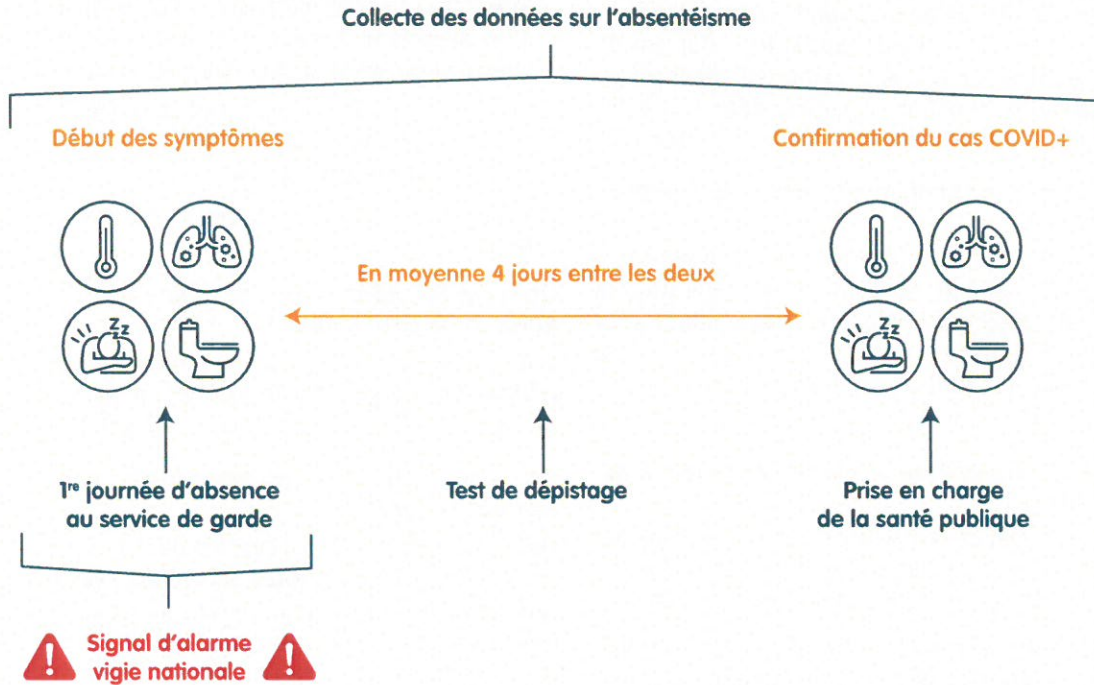 Collecte des données sur l'absentéisme
Début des symptômes
Confirmation du cas COVID+
En moyenne 4 jours entre les deux
1re journée d'absence
au service de garde
Test de dépistage
Prise en charge
de la santé publique
Signal d'alarme
vigie nationale